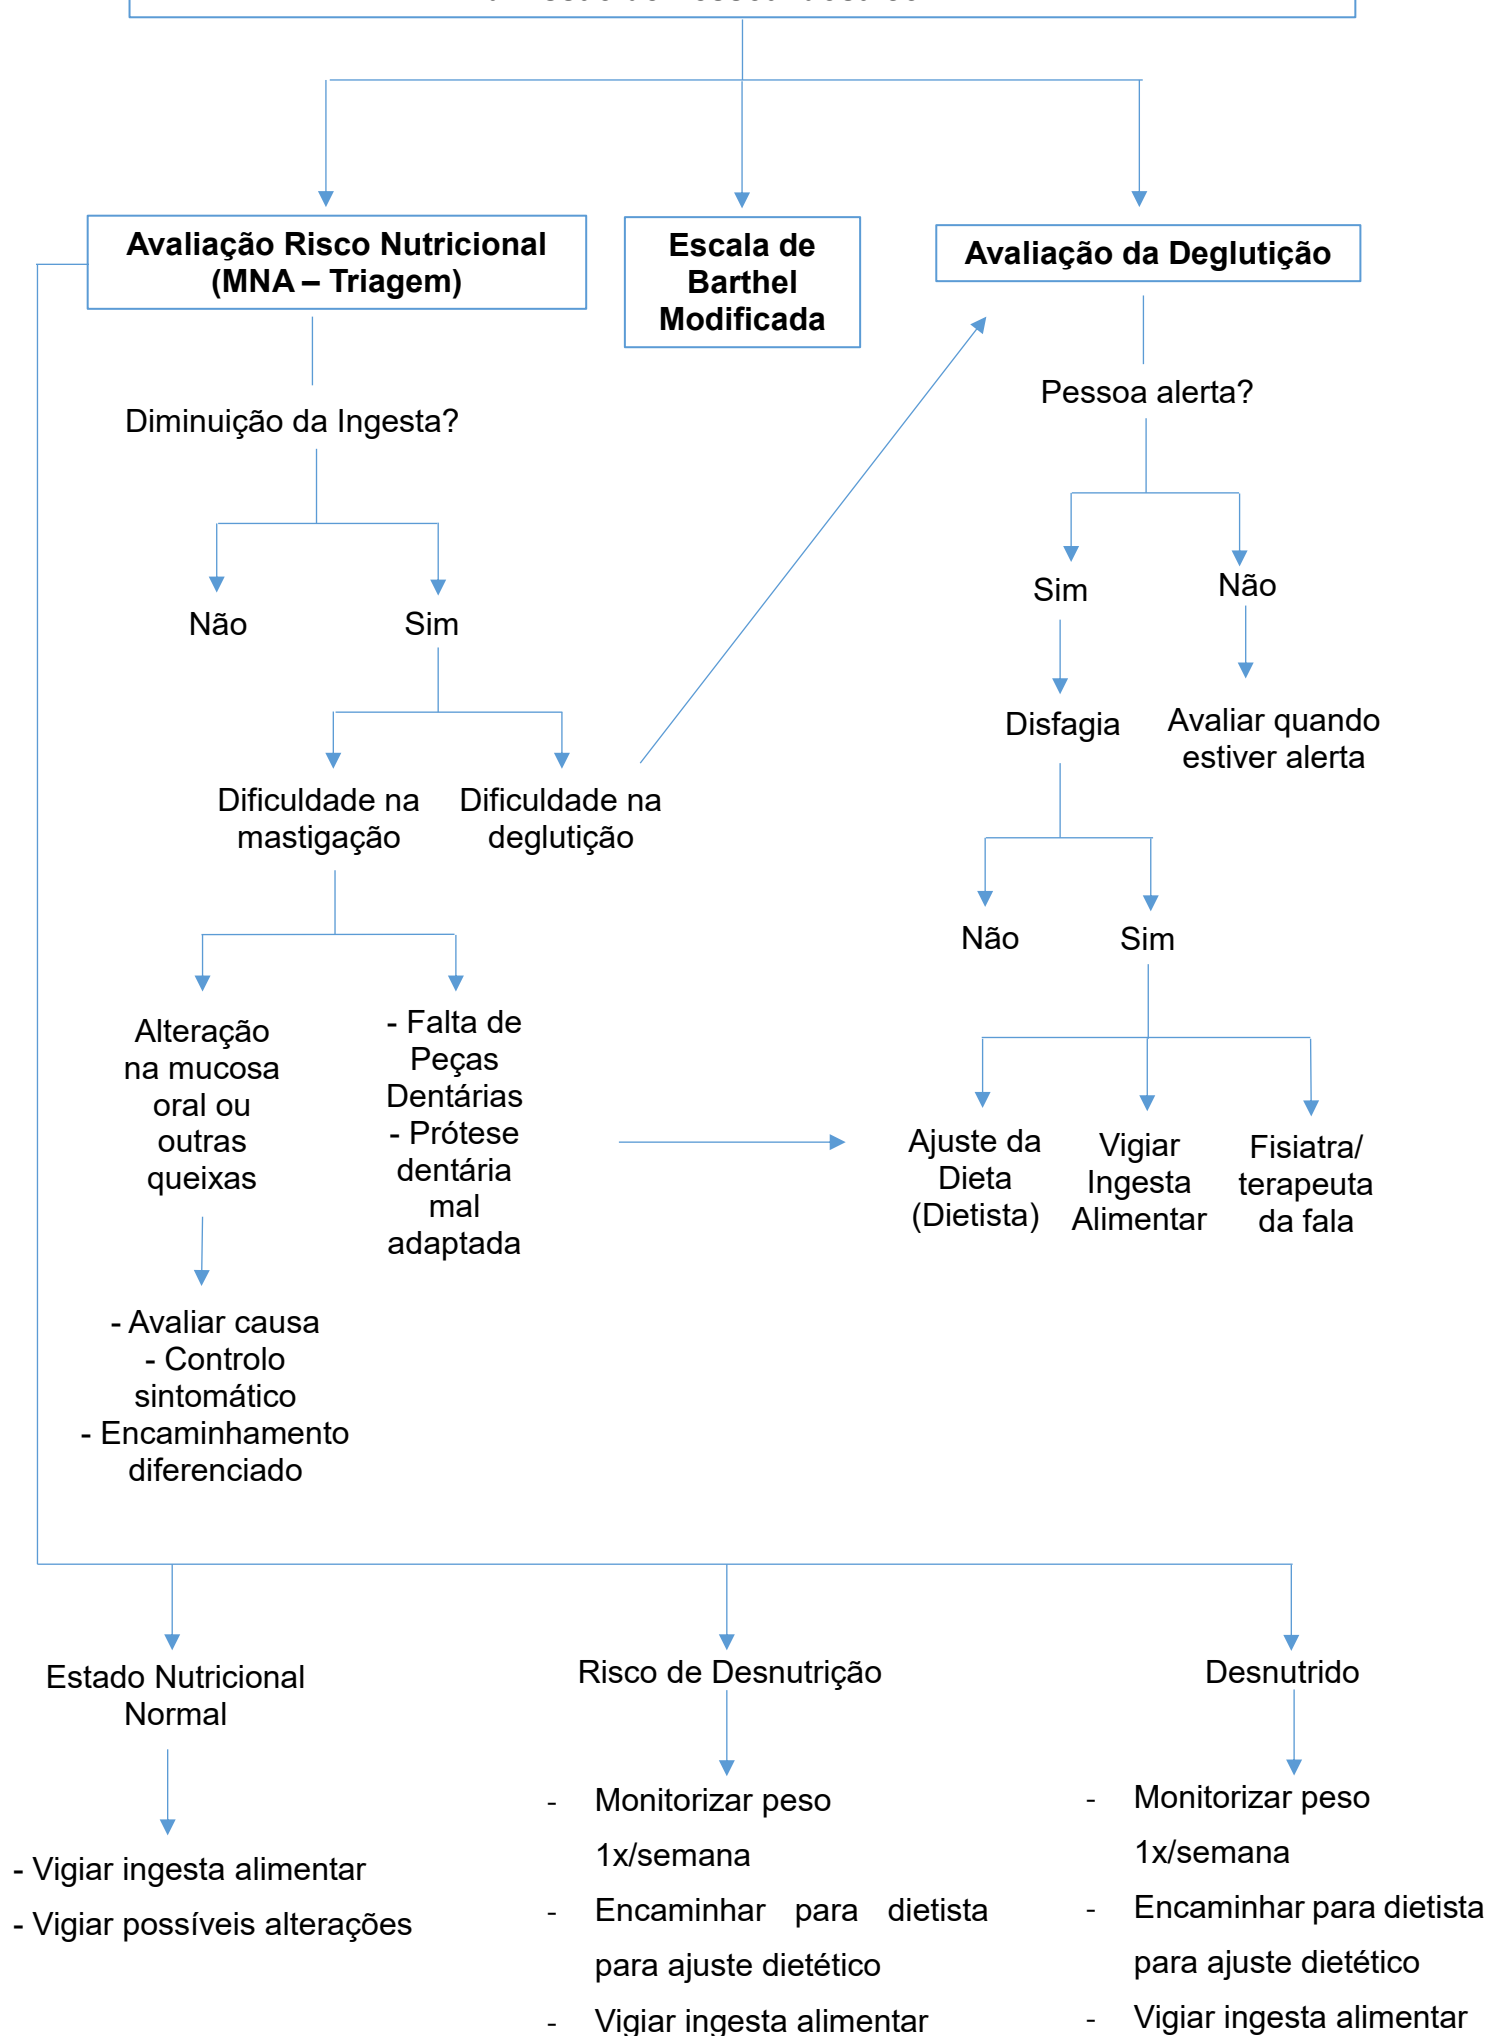 Avaliação Risco Nutricional
(MNA – Triagem)
Escala de
Barthel
Modificada
Avaliação da Deglutição
Diminuição da Ingesta?
Pessoa alerta?
Não
Sim
Sim
Não
Dificuldade na
mastigação
Dificuldade na
deglutição
Disfagia
Avaliar quando
estiver alerta
Não
Sim
Alteração
na mucosa
oral ou
outras
queixas
- Falta de
Peças
Dentárias
- Prótese
dentária
mal
adaptada
Ajuste da
Dieta
(Dietista)
Vigiar
Ingesta
Alimentar
Fisiatra/
terapeuta
da fala
- Avaliar causa
- Controlo
sintomático
- Encaminhamento
diferenciado
Estado Nutricional
Normal
Risco de Desnutrição
Desnutrido
- Vigiar ingesta alimentar
- Vigiar possíveis alterações
- Monitorizar peso
1x/semana
- Encaminhar para dietista
para ajuste dietético
- Vigiar ingesta alimentar
- Monitorizar peso
1x/semana
- Encaminhar para dietista
para ajuste dietético
- Vigiar ingesta alimentar